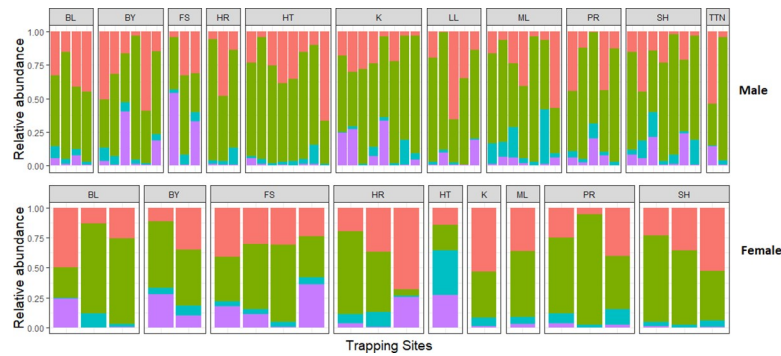 BL BY FS HR HT K LL ML PR SH TTN
Relative abundance
1.00
0.75
0.50
0.25
0.00
Male
BL BY FS HR HT K ML PR SH
Relative abundance
1.00
0.75
0.50
0.25
0.00
Female
Trapping Sites